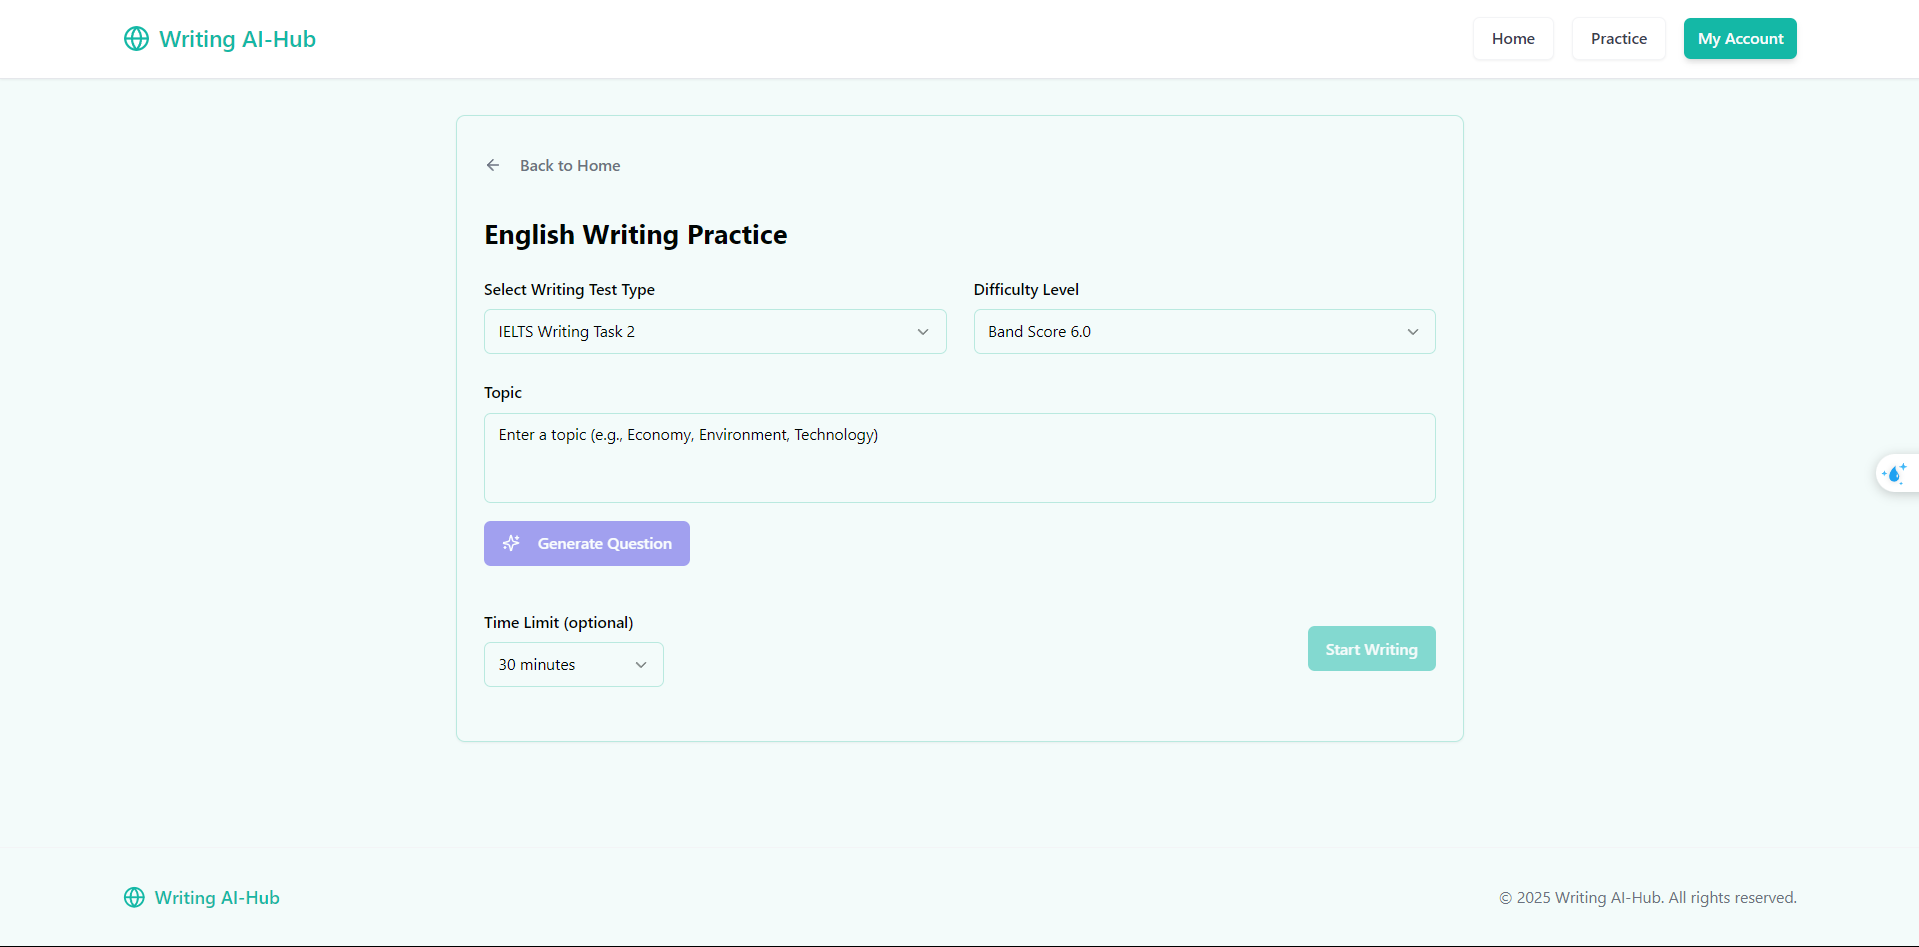 Writing AI-Hub
Home
Practice
My Account
Back to Home
English Writing Practice
Select Writing Test Type
Difficulty Level
IELTS Writing Task 2
Band Score 6.0
Topic
Enter a topic (e.g., Economy, Environment, Technology)
Generate Question
Time Limit (optional)
30 minutes
Start Writing
Writing AI-Hub
© 2025 Writing AI-Hub. All rights reserved.